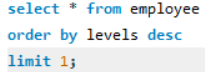 select * from employee
order by levels desc
limit 1;